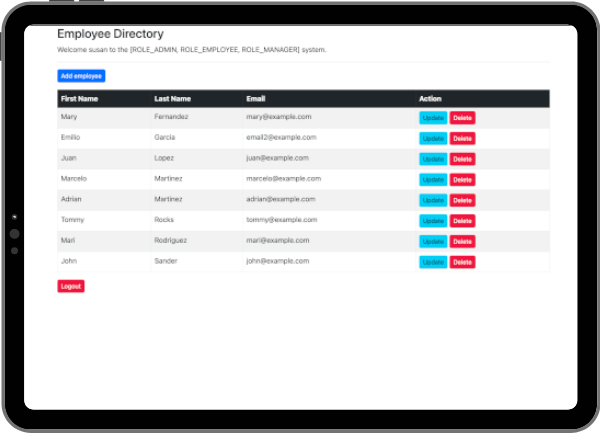 Employee Directory
Welcome susan to the [ROLE_ADMIN, ROLE_EMPLOYEE, ROLE_MANAGER] system.
Add employee
First Name Last Name Email Action
Mary Fernandez mary@example.com Update Delete
Emilio Garcia email2@example.com Update Delete
Juan Lopez juan@example.com Update Delete
Marcelo Martinez marcelo@example.com Update Delete
Adrian Martinez adrian@example.com Update Delete
Tommy Rocks tommy@example.com Update Delete
Mari Rodriguez mari@example.com Update Delete
John Sander john@example.com Update Delete
Logout